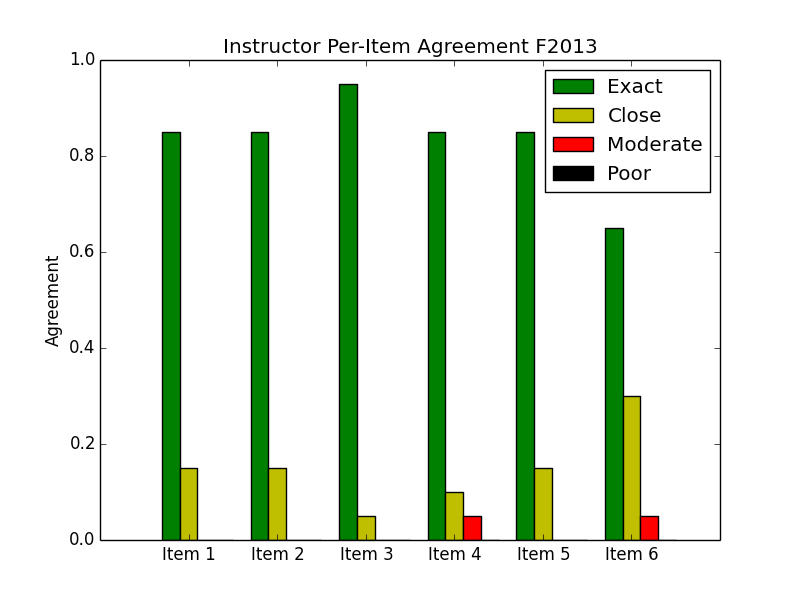 Instructor Per-Item Agreement F2013
1.0
0.8
0.6
0.4
0.2
0.0
Agreement
Exact
Close
Moderate
Poor
Item 1
Item 2
Item 3
Item 4
Item 5
Item 6